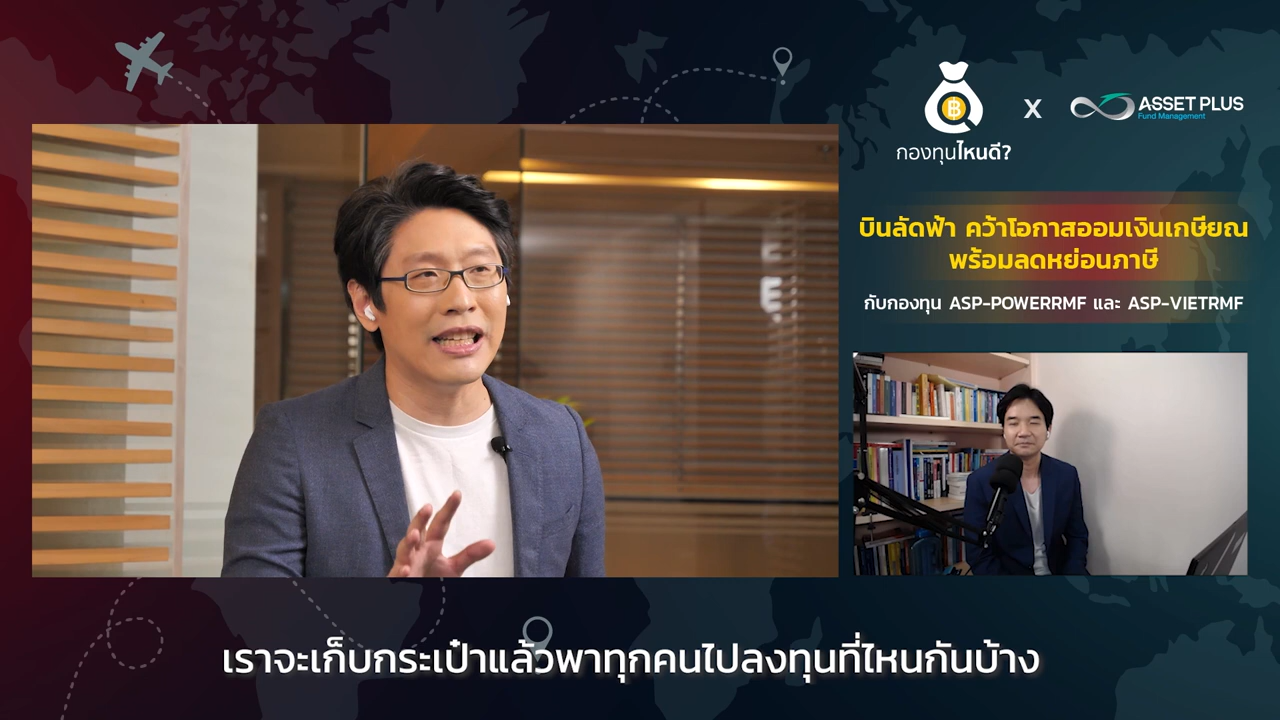 กองทุนไหนดี?
X
ASSET PLUS
Fund Management
บินลัดฟ้า คว้าโอกาสออมเงินเกษียณ
พร้อมลดหย่อนภาษี
กับกองทุน ASP-POWERRMF และ ASP-VIETRMF
เราจะเก็บกระเป๋าแล้วพาทุกคนไปลงทุนที่ไหนกันบ้าง